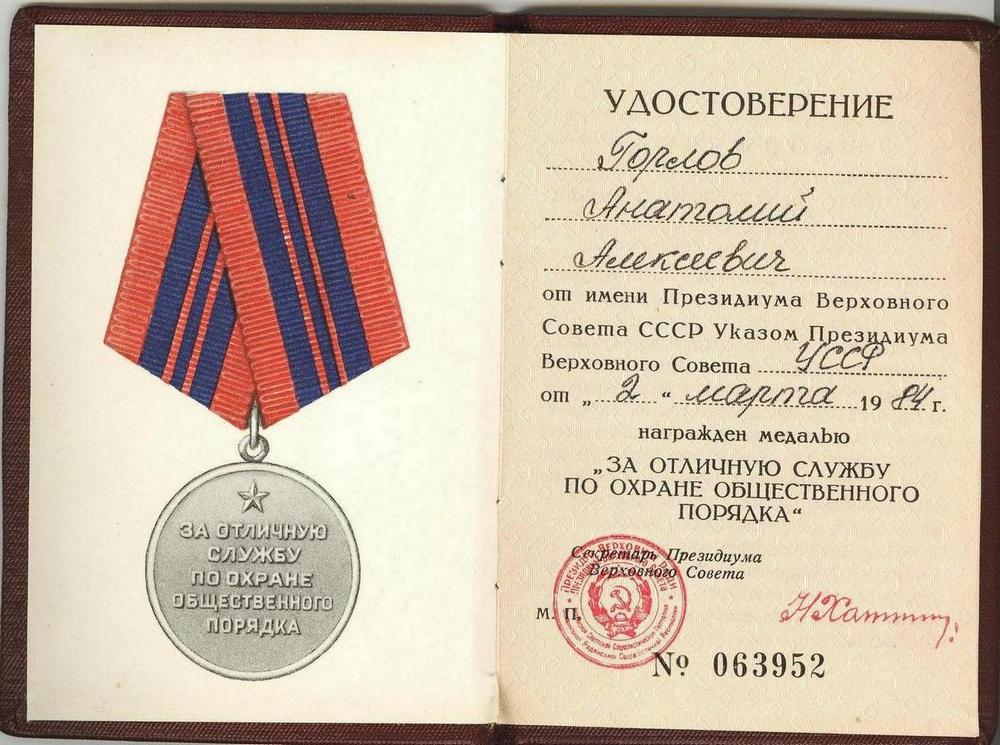 ЗА ОТЛИЧНУЮ
СЛУЖБУ
ПО ОХРАНЕ
ОБЩЕСТВЕННОГО
ПОРЯДКА
УДОСТОВЕРЕНИЕ
Горлов
Анатолий
Алексеевич
от имени Президиума Верховного
Совета СССР Указом Президиума
Верховного Совета УССР
от „ 2 “ марта 1984 г.
награжден медалью
„ЗА ОТЛИЧНУЮ СЛУЖБУ
ПО ОХРАНЕ ОБЩЕСТВЕННОГО
ПОРЯДКА“
Секретарь Президиума
Верховного Совета
М. П.
№ 063952